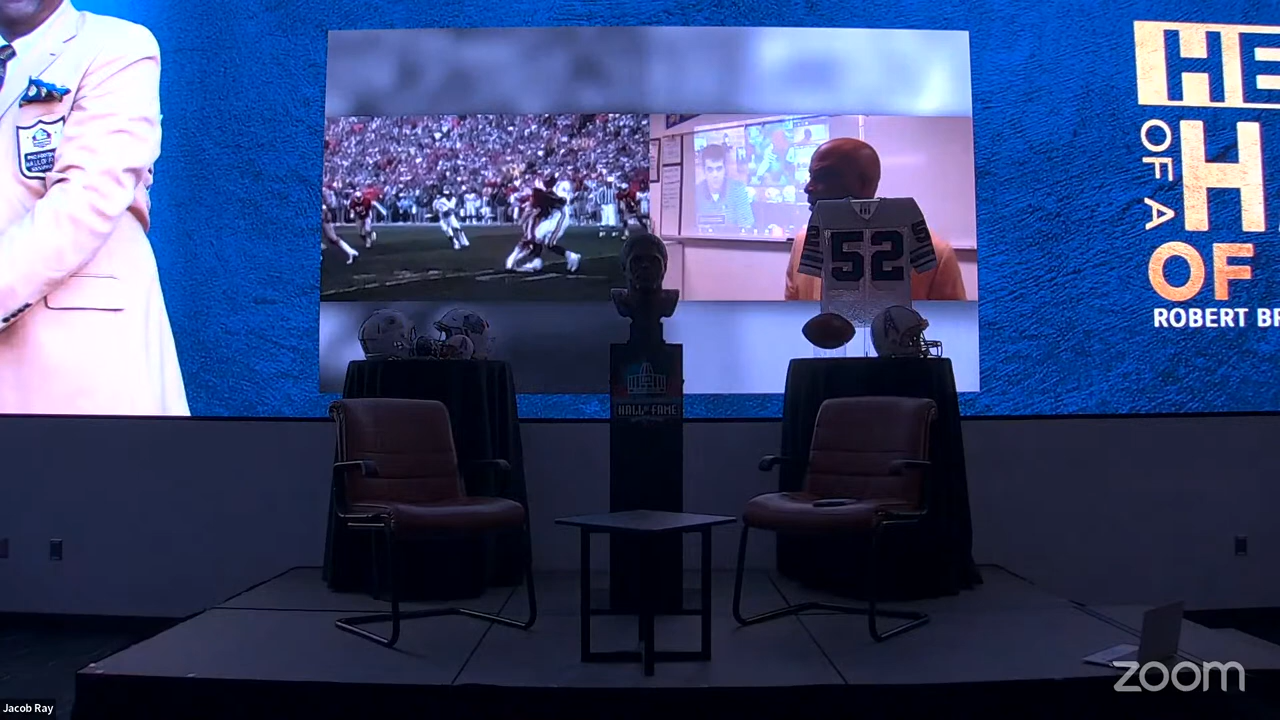 HE
OF A H
OF
ROBERT BR
52
HALL OF FAME
Jacob Ray
zoom